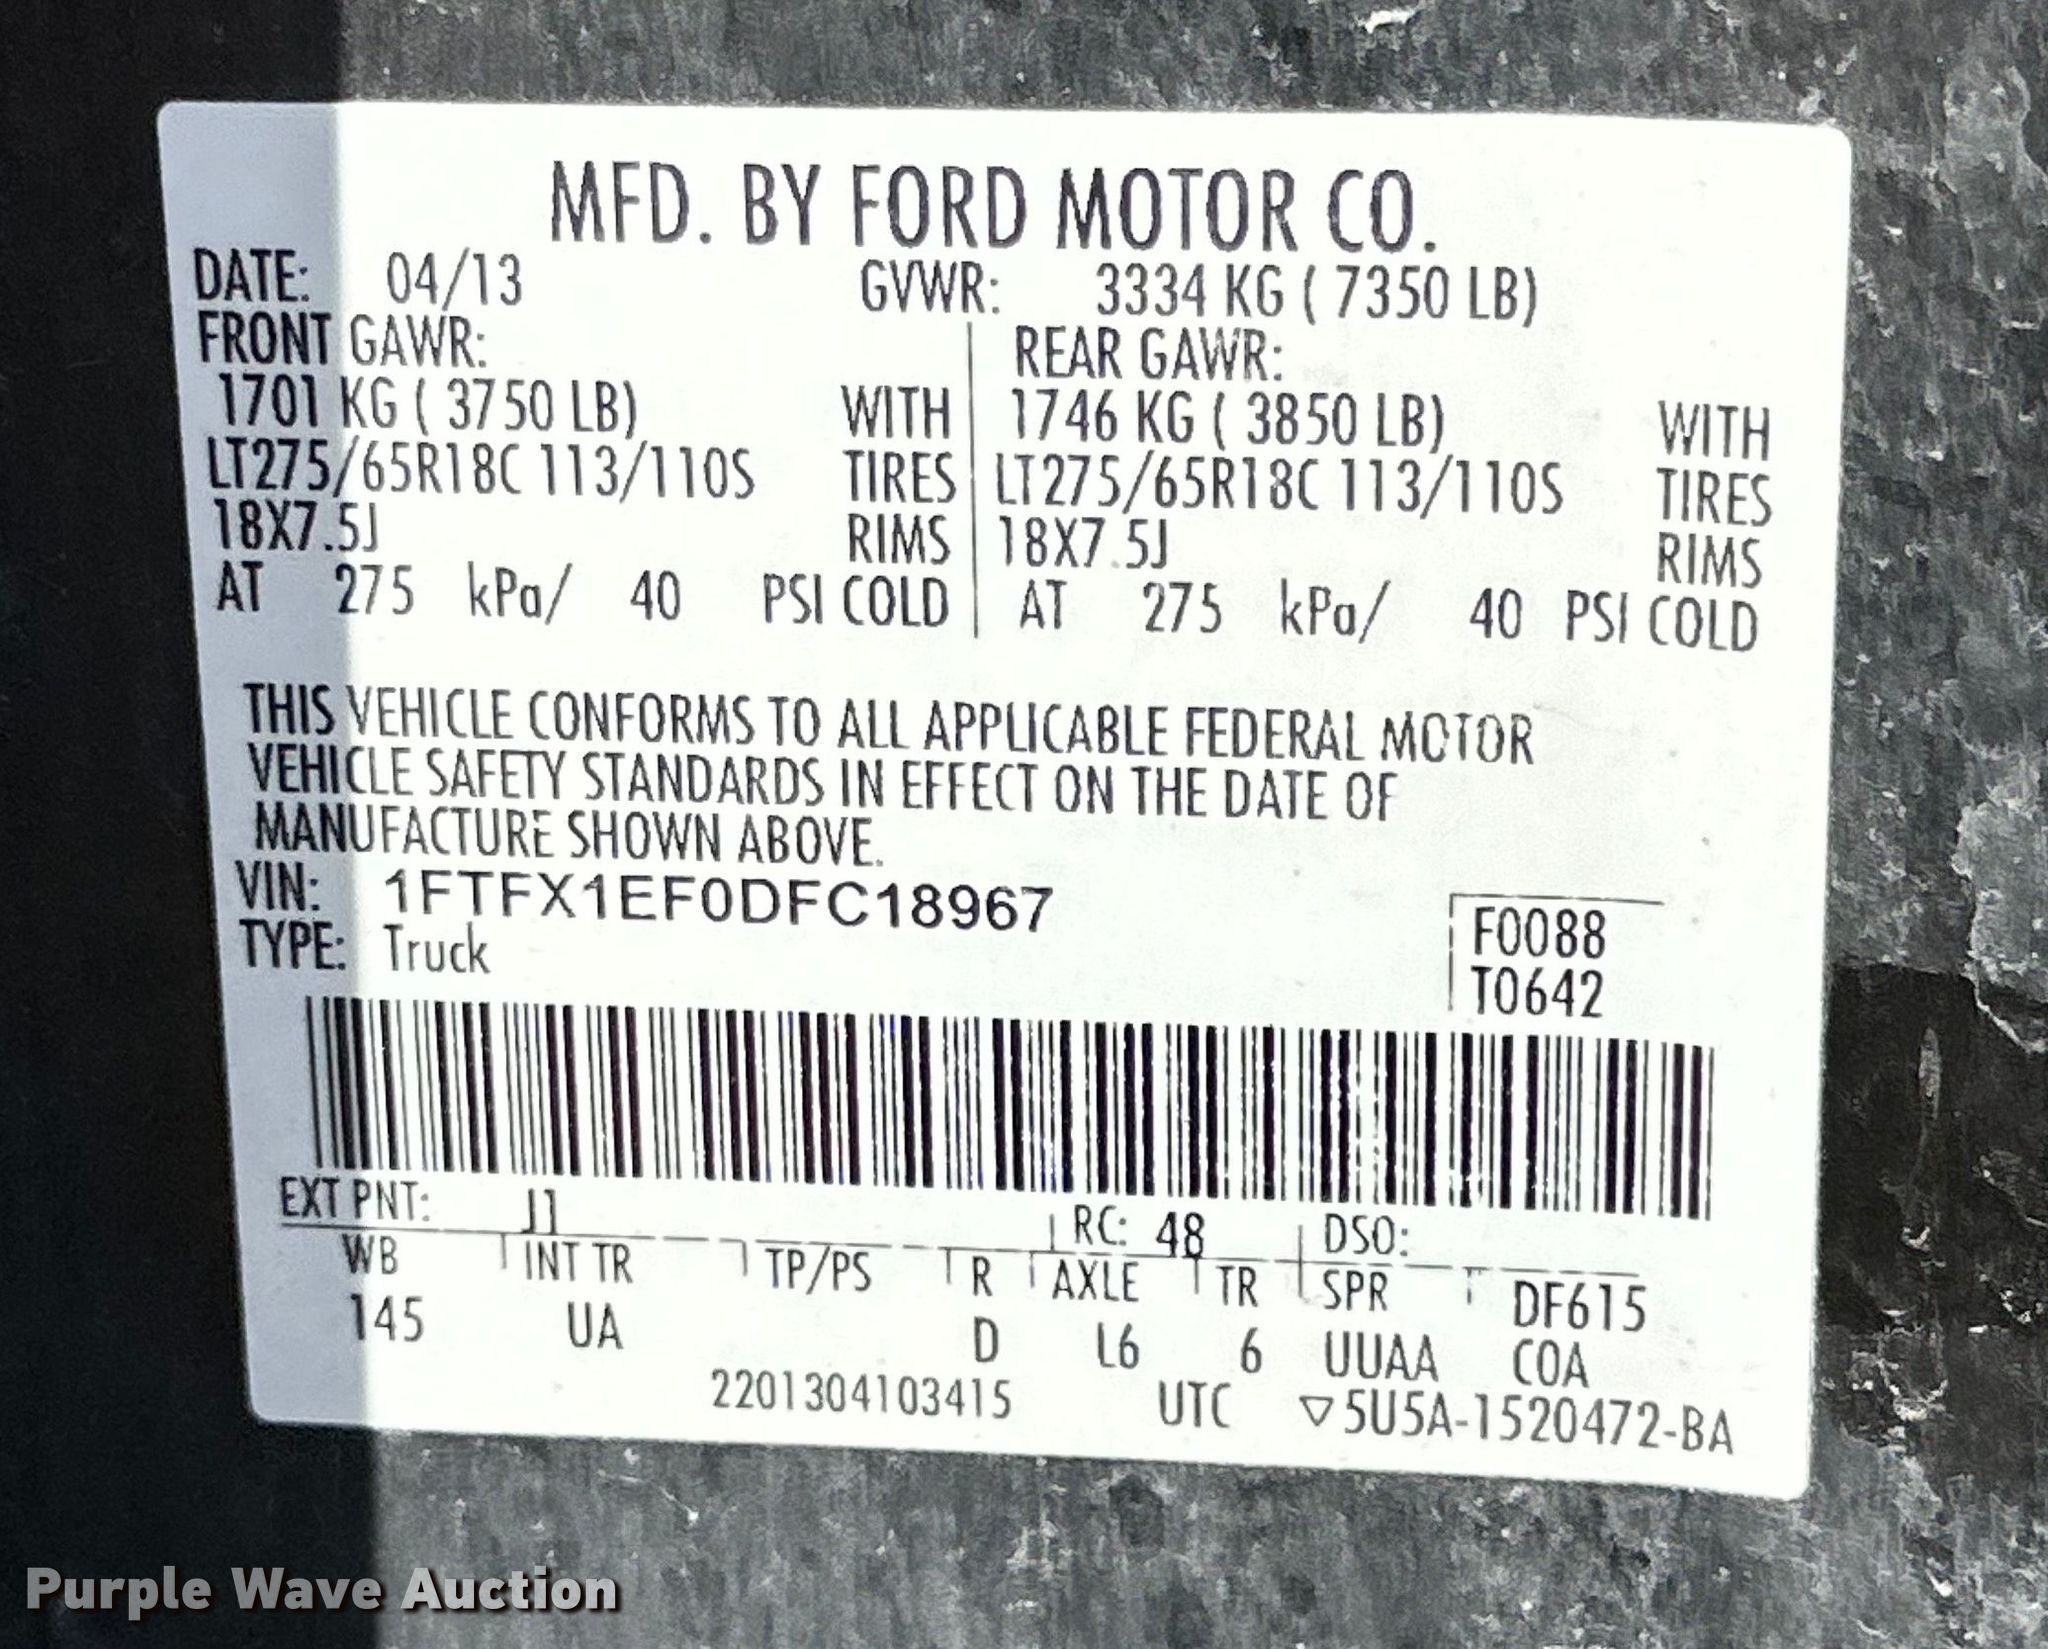 MFD. BY FORD MOTOR CO.
DATE: 04/13 GVWR: 3334 KG ( 7350 LB)
FRONT GAWR: REAR GAWR:
1701 KG ( 3750 LB) WITH 1746 KG ( 3850 LB) WITH
LT275/65R18C 113/110S TIRES LT275/65R18C 113/110S TIRES
18X7.5J RIMS 18X7.5J RIMS
AT 275 kPa/ 40 PSI COLD AT 275 kPa/ 40 PSI COLD
THIS VEHICLE CONFORMS TO ALL APPLICABLE FEDERAL MOTOR
VEHICLE SAFETY STANDARDS IN EFFECT ON THE DATE OF
MANUFACTURE SHOWN ABOVE.
VIN: 1FTFX1EF0DFC18967 F0088
TYPE: Truck T0642
EXT PNT: J1 RC: 48 DSO:
WB INT TR TP/PS R AXLE TR SPR DF615
145 UA D L6 6 UUAA COA
2201304103415 UTC ▽5U5A-1520472-BA
Purple Wave Auction